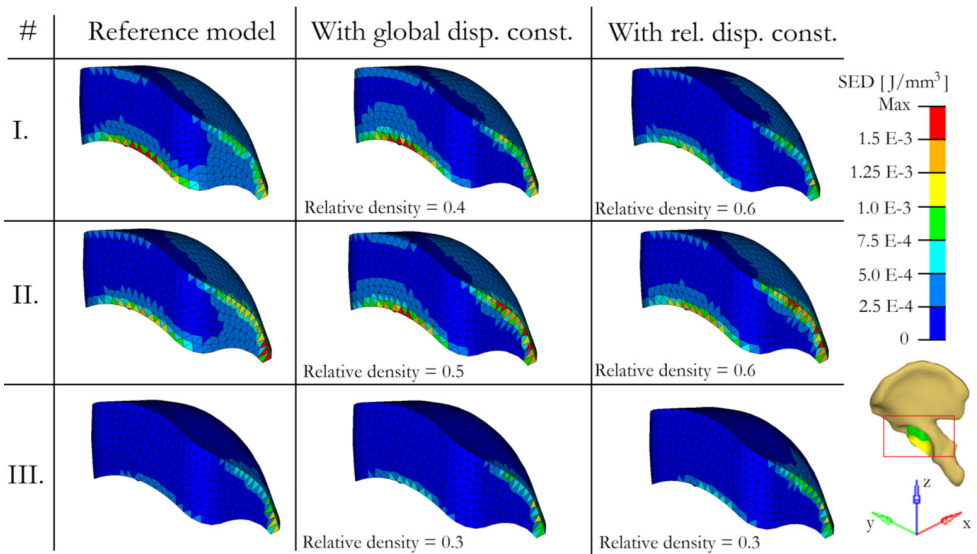 # Reference model With global disp. const. With rel. disp. const.
SED [J/mm³]
Max
I.
1.5 E-3
1.25 E-3
1.0 E-3
Relative density = 0.4 Relative density = 0.6
7.5 E-4
5.0 E-4
II.
2.5 E-4
0
Relative density = 0.5 Relative density = 0.6
III.
z
y x
Relative density = 0.3 Relative density = 0.3